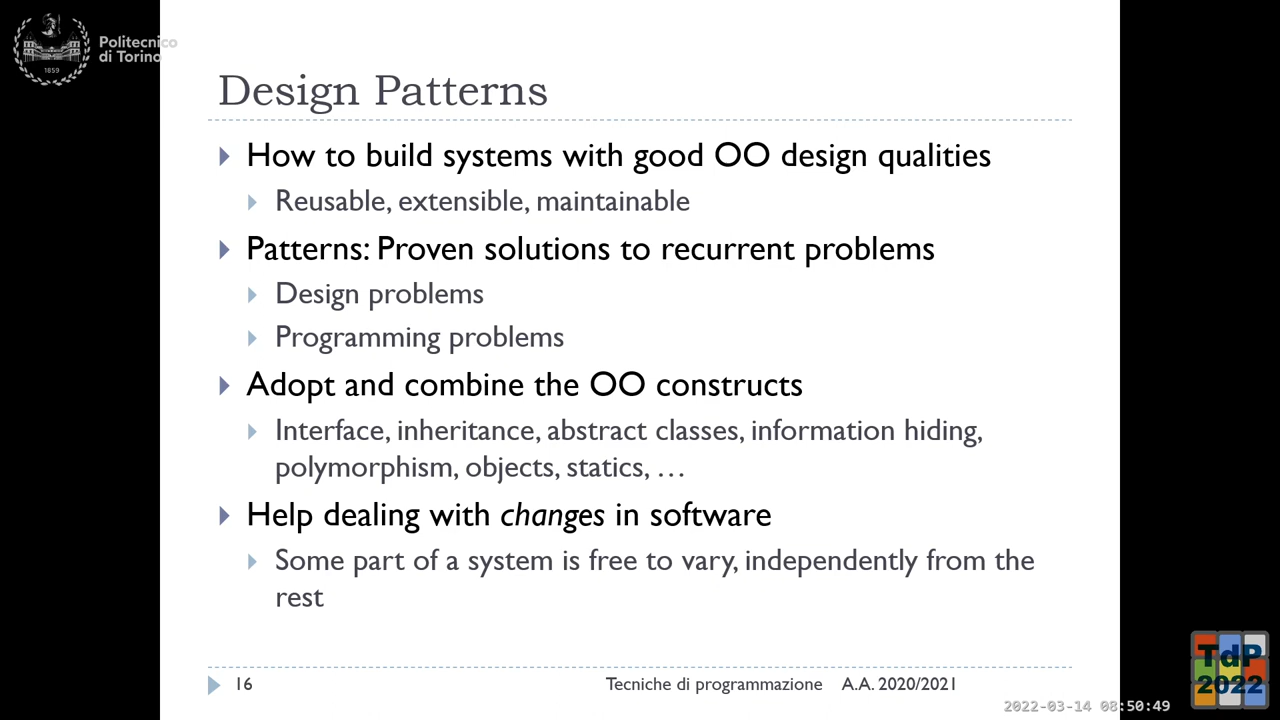 Politecnico
di Torino
1859
Design Patterns
How to build systems with good OO design qualities
Reusable, extensible, maintainable
Patterns: Proven solutions to recurrent problems
Design problems
Programming problems
Adopt and combine the OO constructs
Interface, inheritance, abstract classes, information hiding,
polymorphism, objects, statics, …
Help dealing with changes in software
Some part of a system is free to vary, independently from the
rest
16 Tecniche di programmazione A.A. 2020/2021
2022-03-14 08:50:49
TdP
2022